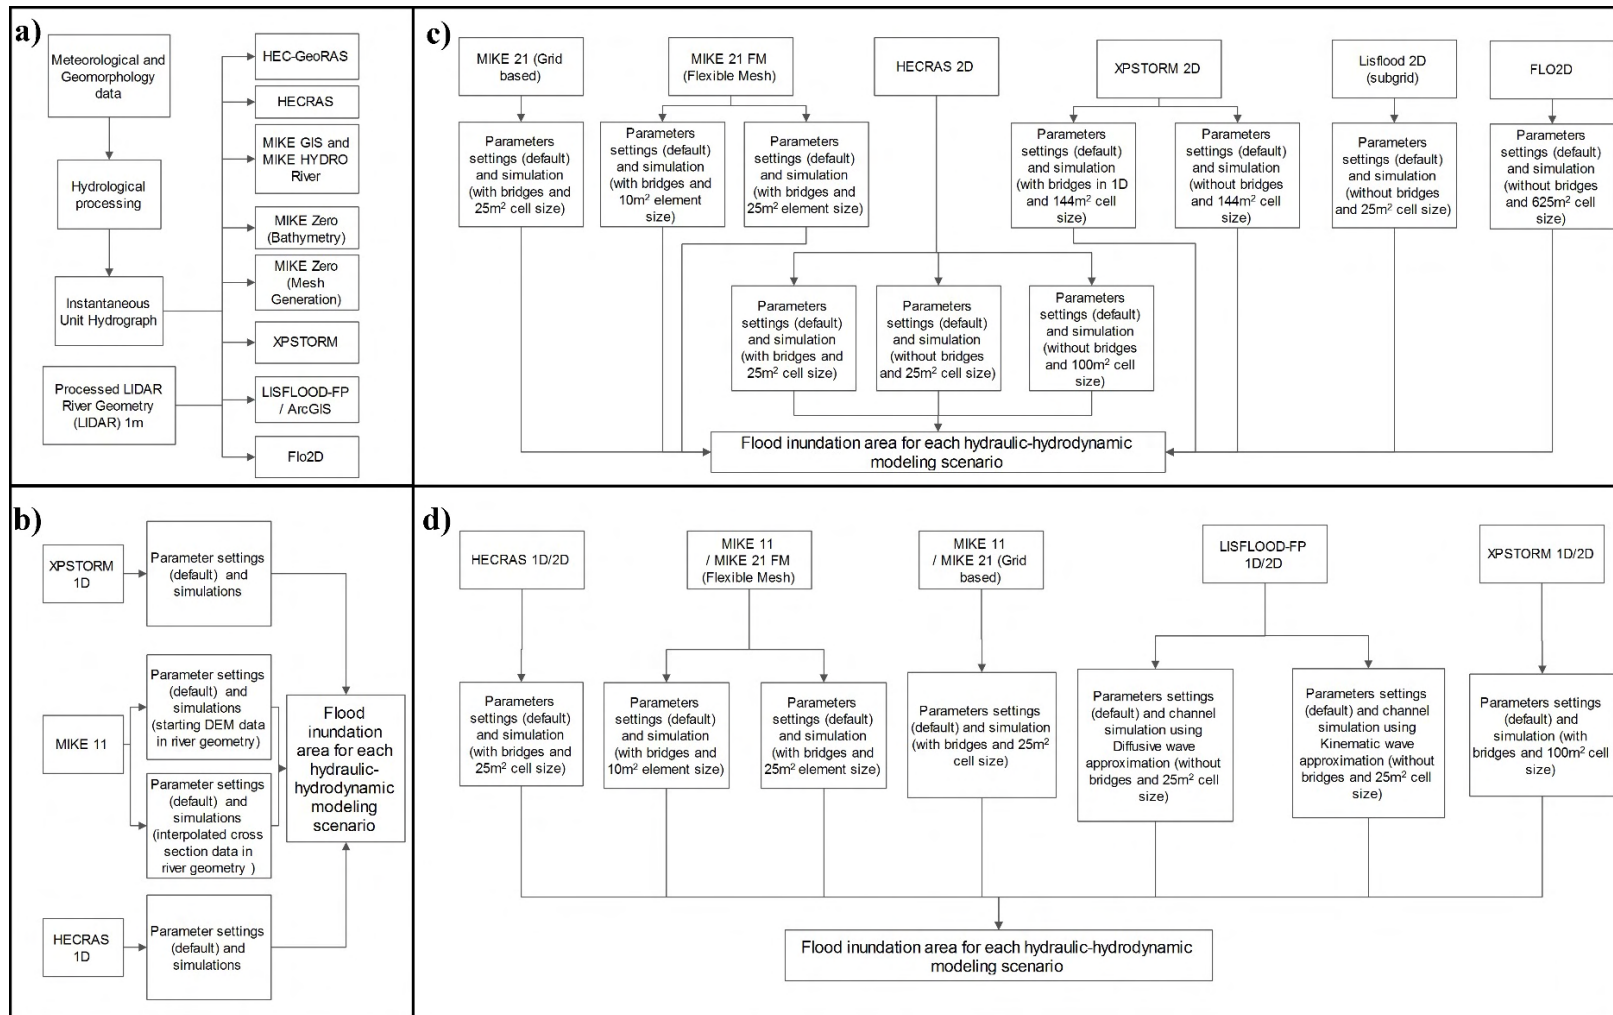 a)
Meteorological and
Geomorphology
data
Hydrological
processing
Instantaneous
Unit Hydrograph
Processed LIDAR
River Geometry
(LIDAR) 1m
HEC-GeoRAS
HECRAS
MIKE GIS and
MIKE HYDRO
River
MIKE Zero
(Bathymetry)
MIKE Zero
(Mesh
Generation)
XPSTORM
LISFLOOD-FP
/ ArcGIS
Flo2D
b)
XPSTORM
1D
Parameter settings
(default) and
simulations
MIKE 11
Parameter settings
(default) and
simulations
(starting DEM data
in river geometry)
Parameter settings
(default) and
simulations
(interpolated cross
section data in
river geometry )
HECRAS
1D
Parameter settings
(default) and
simulations
Flood
inundation
area for each
hydraulic-
hydrodynamic
modeling
scenario
c)
MIKE 21 (Grid
based)
MIKE 21 FM
(Flexible Mesh)
HECRAS 2D
XPSTORM 2D
Lisflood 2D
(subgrid)
FLO2D
Parameters
settings (default)
and simulation
(with bridges and
25m² cell size)
Parameters
settings (default)
and simulation
(with bridges and
10m² element
size)
Parameters
settings (default)
and simulation
(with bridges and
25m² element size)
Parameters
settings (default)
and simulation
(with bridges in 1D
and 144m² cell
size)
Parameters
settings (default)
and simulation
(without bridges
and 144m² cell
size)
Parameters
settings (default)
and simulation
(without bridges
and 25m² cell size)
Parameters
settings (default)
and simulation
(without bridges
and 625m² cell
size)
Parameters
settings (default)
and simulation
(with bridges and
25m² cell size)
Parameters
settings (default)
and simulation
(without bridges
and 25m² cell size)
Parameters
settings (default)
and simulation
(without bridges
and 100m² cell
size)
Flood inundation area for each hydraulic-hydrodynamic
modeling scenario
d)
HECRAS 1D/2D
MIKE 11
/ MIKE 21 FM
(Flexible Mesh)
MIKE 11
/ MIKE 21 (Grid
based)
LISFLOOD-FP
1D/2D
XPSTORM 1D/2D
Parameters
settings (default)
and simulation
(with bridges and
25m² cell size)
Parameters
settings (default)
and simulation
(with bridges and
10m² element size)
Parameters
settings (default)
and simulation
(with bridges and
25m² element size)
Parameters settings
(default) and simulation
(with bridges and 25m²
cell size)
Parameters settings
(default) and channel
simulation using
Diffusive wave
approximation (without
bridges and 25m² cell
size)
Parameters settings
(default) and channel
simulation using
Kinematic wave
approximation (without
bridges and 25m² cell
size)
Parameters settings
(default) and
simulation (with
bridges and 100m² cell
size)
Flood inundation area for each hydraulic-hydrodynamic
modeling scenario